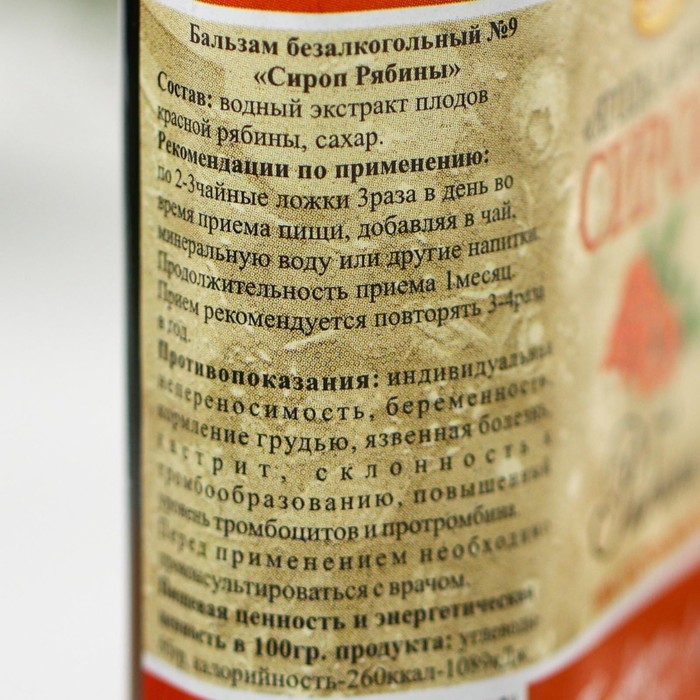 Бальзам безалкогольный №9
«Сироп Рябины»
Состав: водный экстракт плодов
красной рябины, сахар.
Рекомендации по применению:
по 2-3чайные ложки 3раза в день во
время приема пищи, добавляя в чай,
минеральную воду или другие напитки.
Продолжительность приема 1месяц.
Прием рекомендуется повторять 3-4раза
в год.
Противопоказания: индивидуальная
непереносимость, беременность,
кормление грудью, язвенная болезнь,
гастрит, склонность к
тромбообразованию, повышенный
уровень тромбоцитов и протромбина.
Перед применением необходимо
проконсультироваться с врачом.
Пищевая ценность и энергетическая
ценность в 100гр. продукта: углеводы
калорийность-260ккал-1089кДж
СИРО